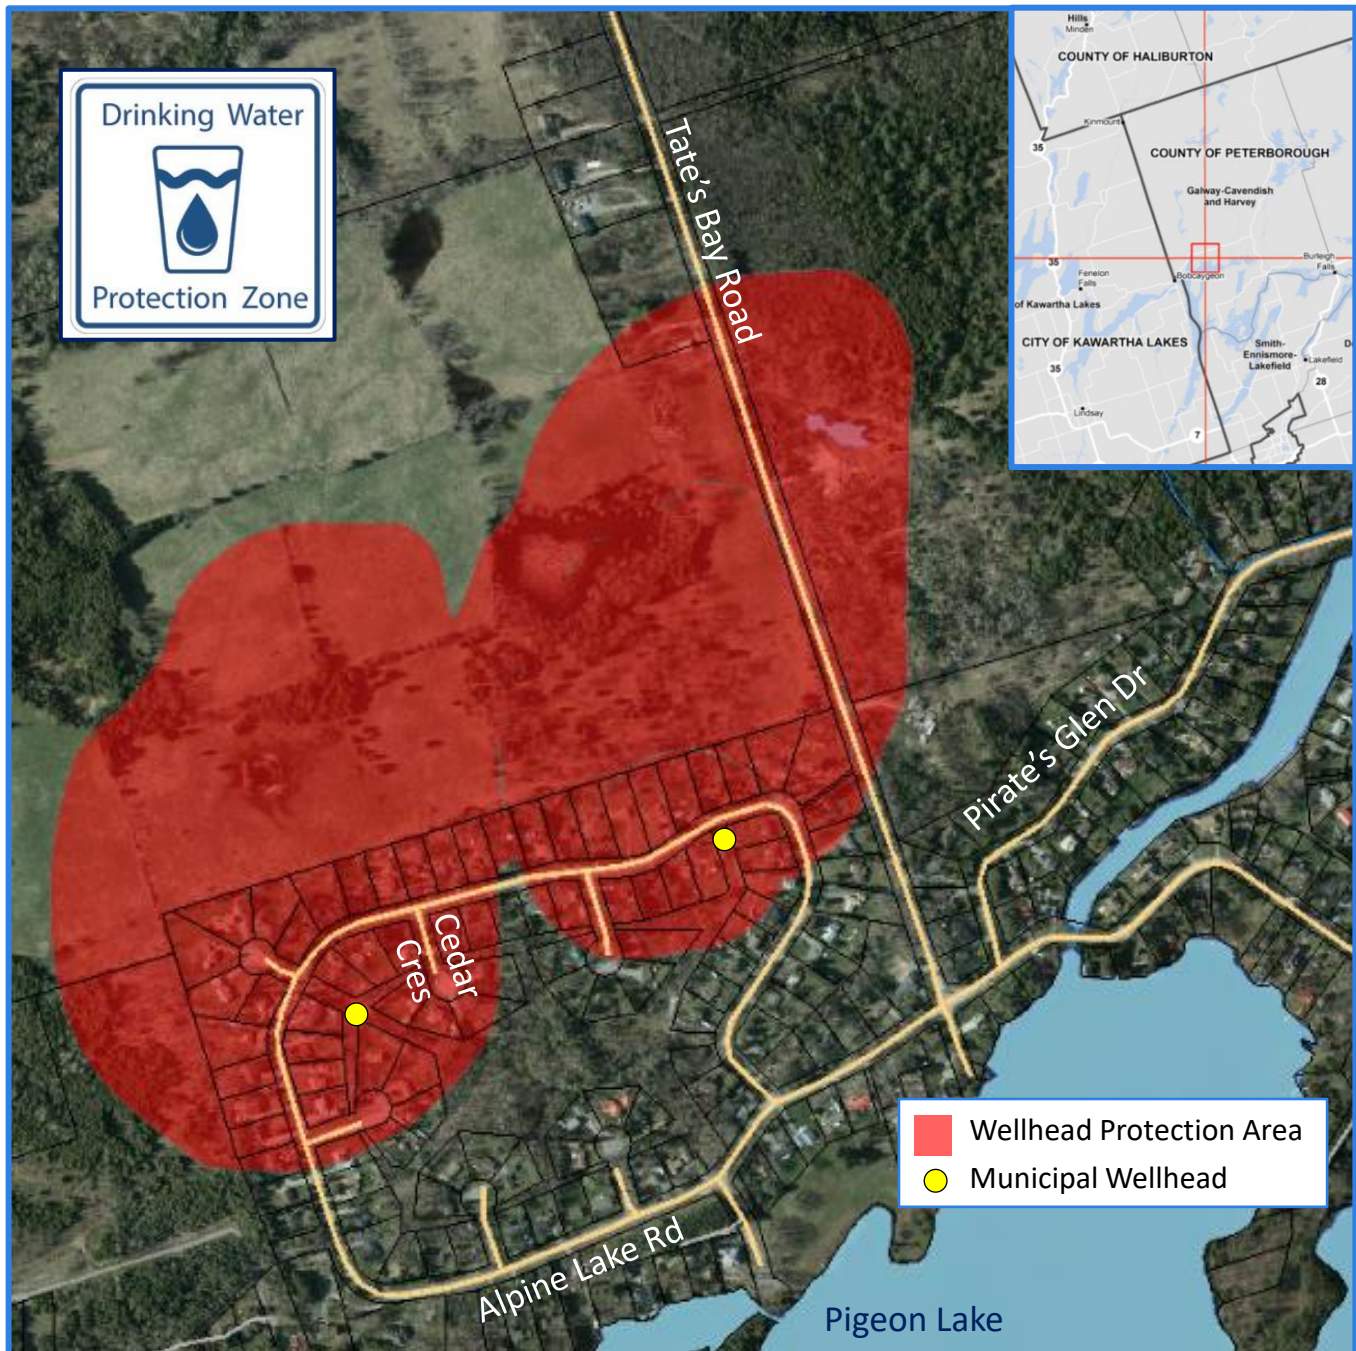 Drinking Water
Protection Zone
Tate's Bay Road
Hills
Minden
COUNTY OF HALIBURTON
Kinmount
35
COUNTY OF PETERBOROUGH
Galway-Cavendish
and Harvey
35
Fenelon
Falls
Bobcaygeon
Burleigh
Falls
of Kawartha Lakes
CITY OF KAWARTHA LAKES
Smith-
Ennismore-
Lakefield
D
Lakefield
35
28
Lindsay
7
Pirate's Glen Dr
Cedar
Cres
Wellhead Protection Area
Municipal Wellhead
Alpine Lake Rd
Pigeon Lake